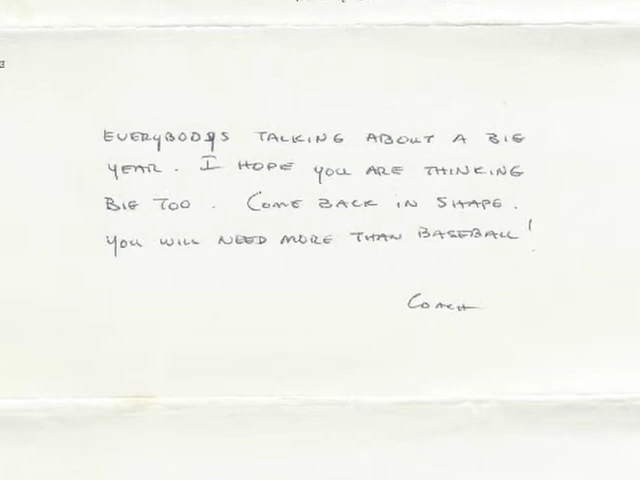 EVERYBODYS TALKING ABOUT A BIG
YEAR. I HOPE YOU ARE THINKING
BIG TOO. COME BACK IN SHAPE.
YOU WILL NEED MORE THAN BASEBALL!
COACH